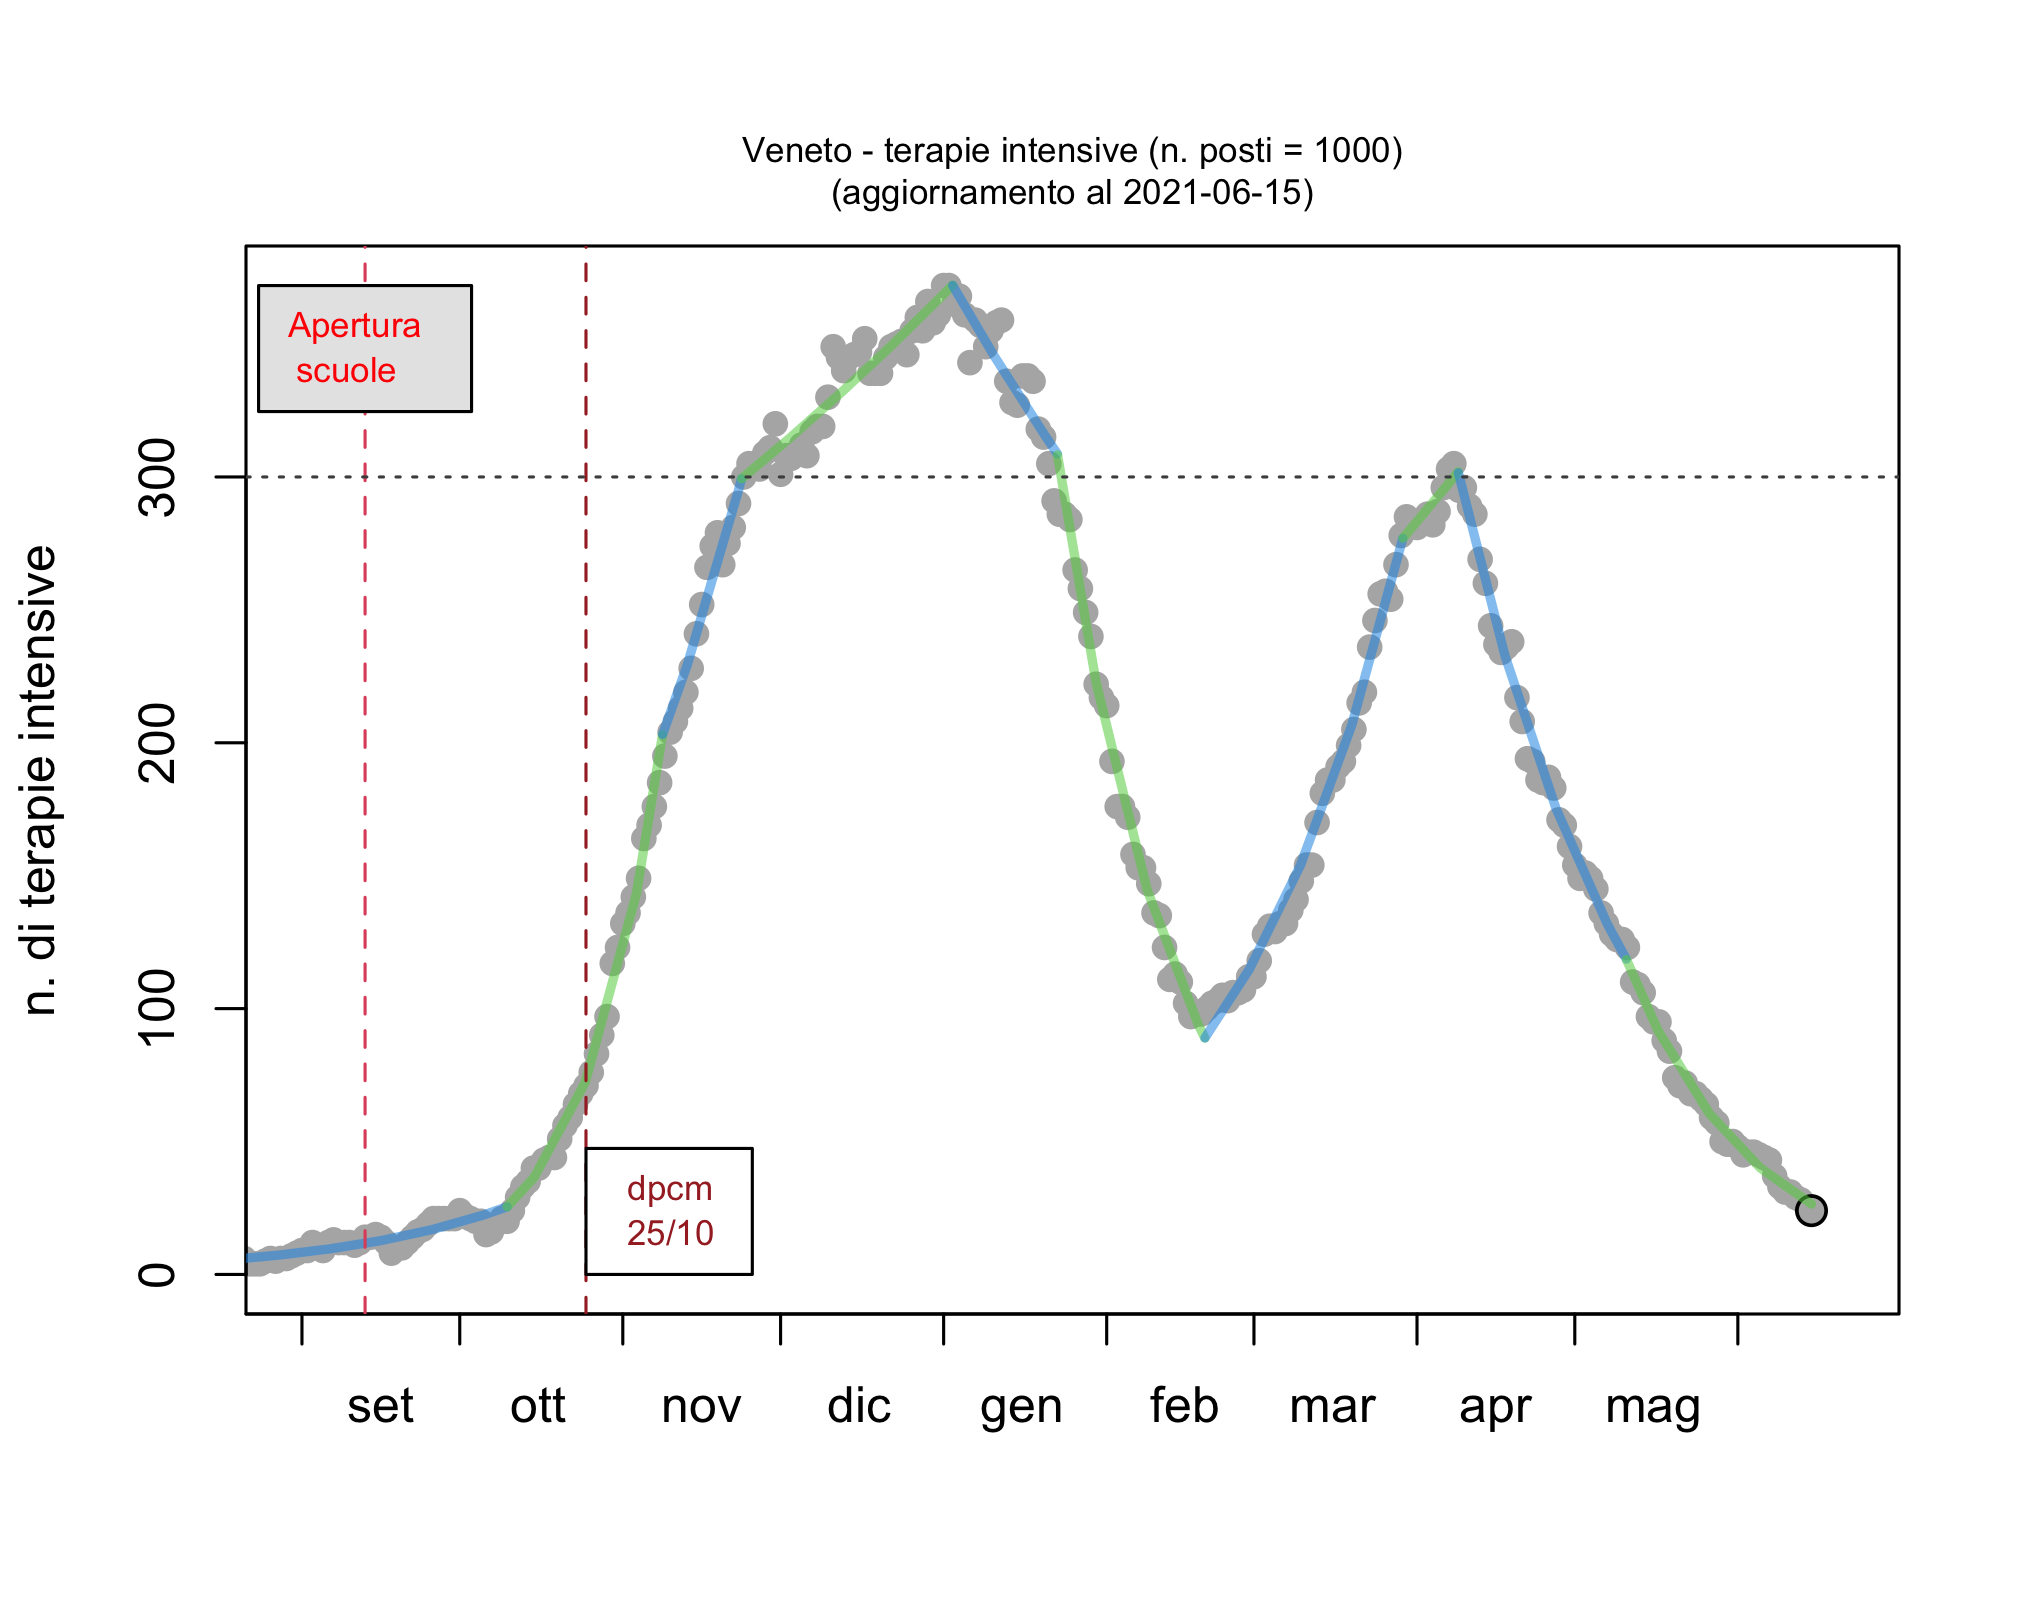 Veneto - terapie intensive (n. posti = 1000)
(aggiornamento al 2021-06-15)
Apertura
scuole
n. di terapie intensive
300
200
100
0
dpcm
25/10
set ott nov dic gen feb mar apr mag